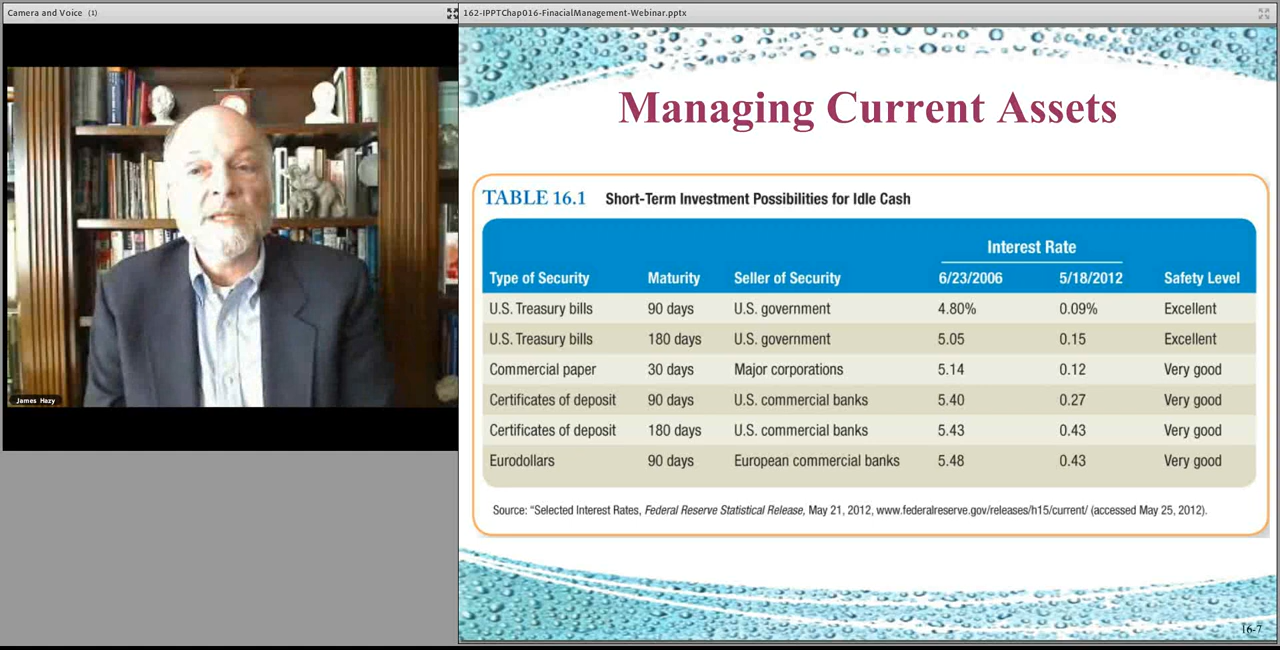 Camera and Voice (1)
162-IPPTChap016-FinacialManagement-Webinar.pptx
James Hazy
Managing Current Assets
TABLE 16.1 Short-Term Investment Possibilities for Idle Cash
Interest Rate
Type of Security Maturity Seller of Security 6/23/2006 5/18/2012 Safety Level
U.S. Treasury bills 90 days U.S. government 4.80% 0.09% Excellent
U.S. Treasury bills 180 days U.S. government 5.05 0.15 Excellent
Commercial paper 30 days Major corporations 5.14 0.12 Very good
Certificates of deposit 90 days U.S. commercial banks 5.40 0.27 Very good
Certificates of deposit 180 days U.S. commercial banks 5.43 0.43 Very good
Eurodollars 90 days European commercial banks 5.48 0.43 Very good
Source: “Selected Interest Rates, Federal Reserve Statistical Release, May 21, 2012, www.federalreserve.gov/releases/h15/current/ (accessed May 25, 2012).
16-7